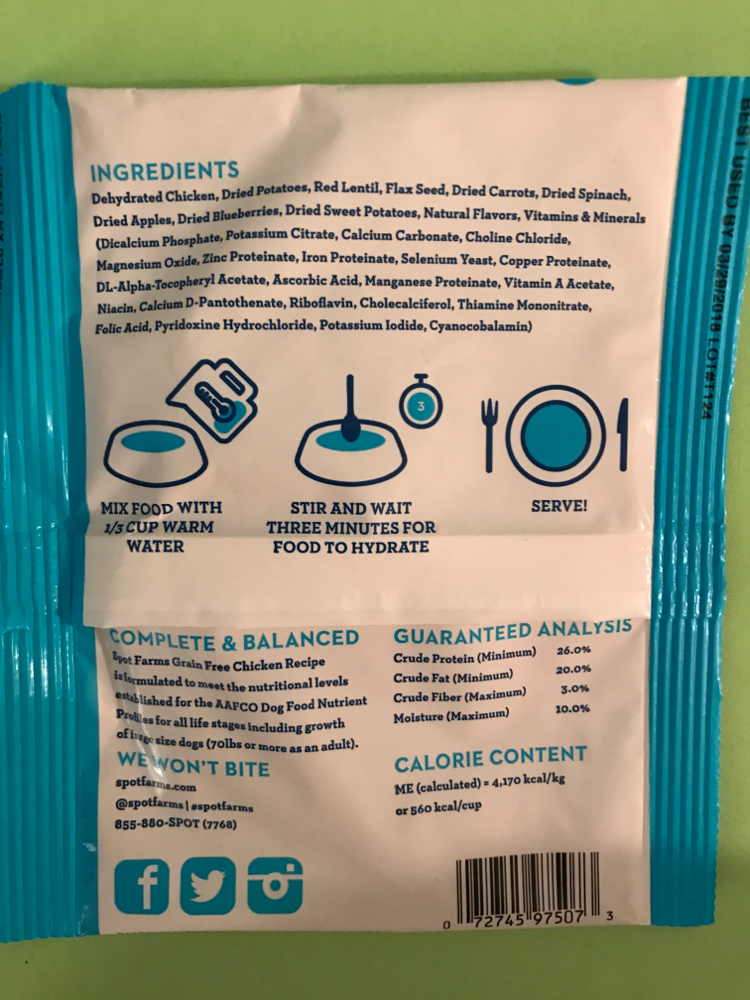 INGREDIENTS
Dehydrated Chicken, Dried Potatoes, Red Lentil, Flax Seed, Dried Carrots, Dried Spinach,
Dried Apples, Dried Blueberries, Dried Sweet Potatoes, Natural Flavors, Vitamins & Minerals
(Dicalcium Phosphate, Potassium Citrate, Calcium Carbonate, Choline Chloride,
Magnesium Oxide, Zinc Proteinate, Iron Proteinate, Selenium Yeast, Copper Proteinate,
DL-Alpha-Tocopheryl Acetate, Ascorbic Acid, Manganese Proteinate, Vitamin A Acetate,
Niacin, Calcium D-Pantothenate, Riboflavin, Cholecalciferol, Thiamine Mononitrate,
Folic Acid, Pyridoxine Hydrochloride, Potassium Iodide, Cyanocobalamin)
3
MIX FOOD WITH
1/3 CUP WARM
WATER
STIR AND WAIT
THREE MINUTES FOR
FOOD TO HYDRATE
SERVE!
COMPLETE & BALANCED
Spot Farms Grain Free Chicken Recipe
is formulated to meet the nutritional levels
established for the AAFCO Dog Food Nutrient
Profiles for all life stages including growth
of large size dogs (70lbs or more as an adult).
WE WON'T BITE
spotfarms.com
@spotfarms | #spotfarms
855-880-SPOT (7768)
GUARANTEED ANALYSIS
Crude Protein (Minimum) 26.0%
Crude Fat (Minimum) 20.0%
Crude Fiber (Maximum) 3.0%
Moisture (Maximum) 10.0%
CALORIE CONTENT
ME (calculated) = 4,170 kcal/kg
or 560 kcal/cup
0 72745 97507 3
BEST USED BY 03/29/2018 LOT#1124